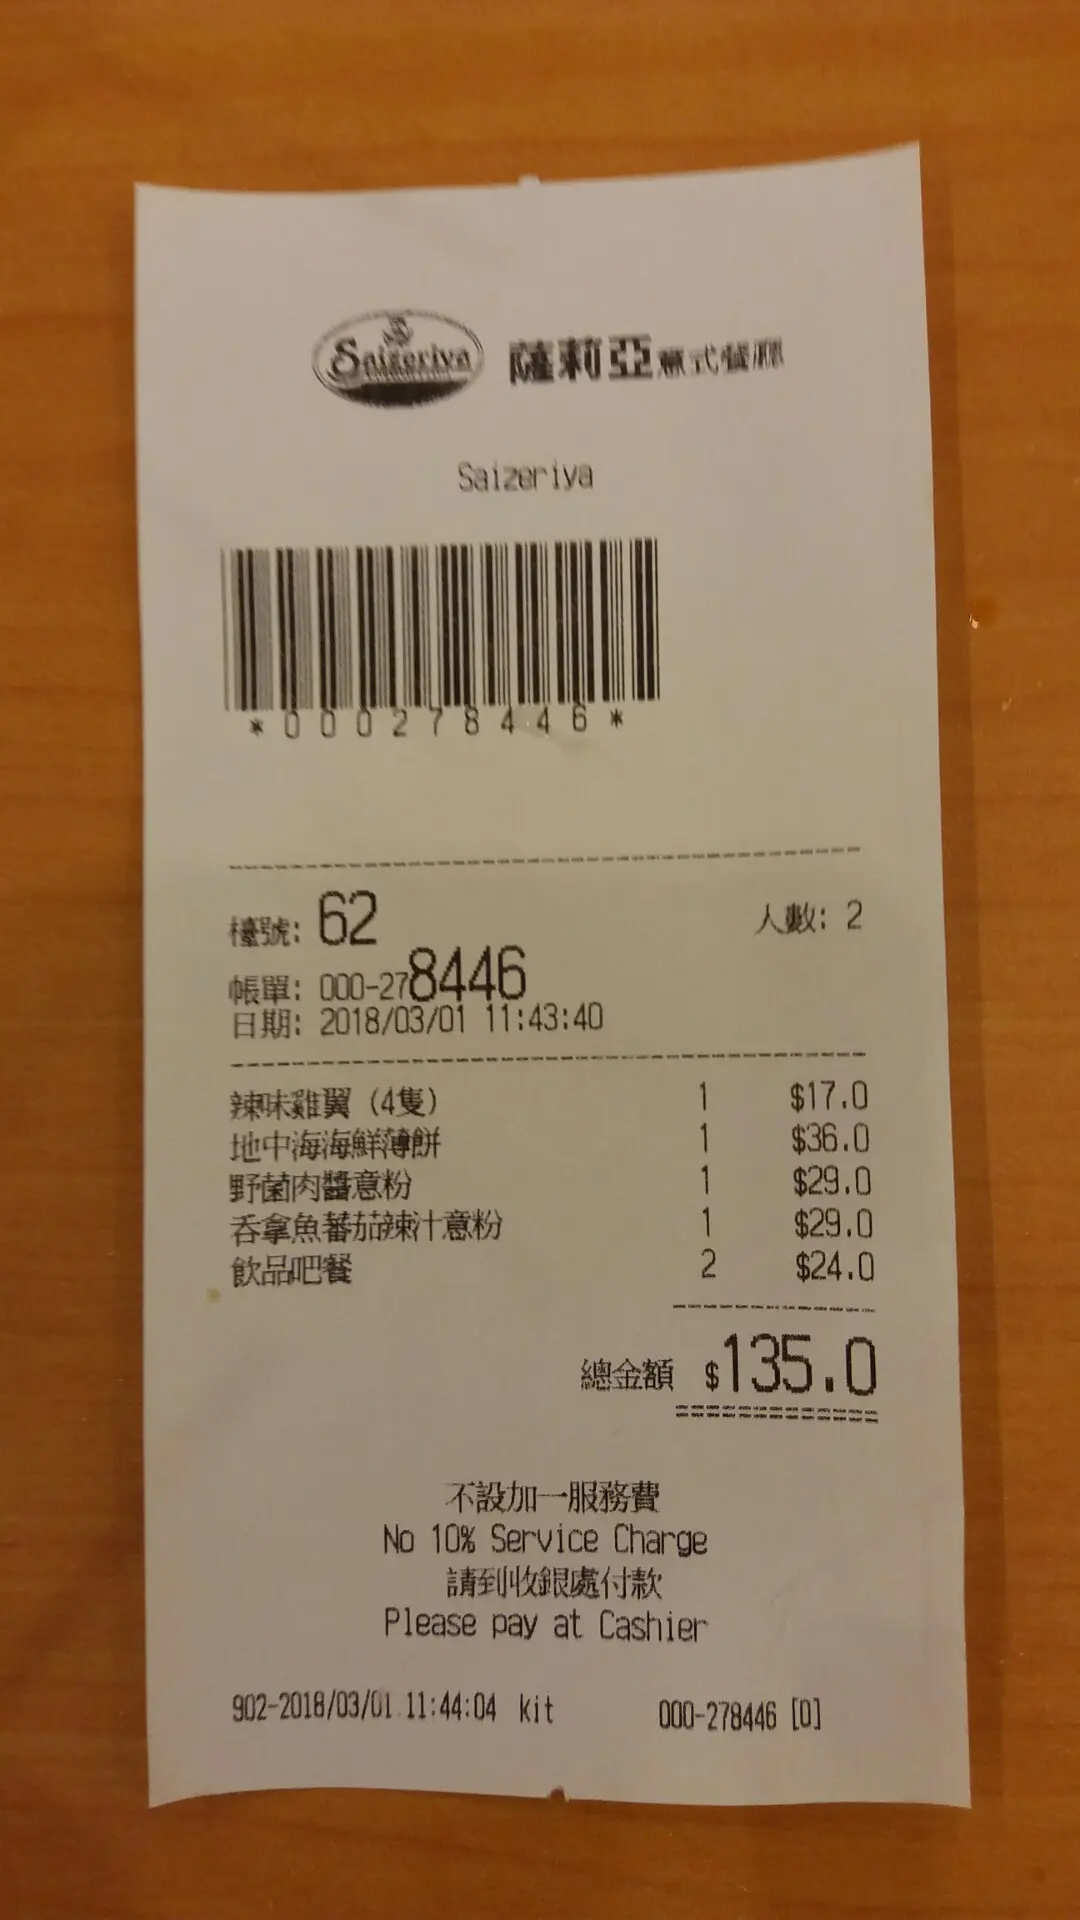 Saizeriya 薩莉亞意式餐廳
Saizeriya
*000278446*
檯號: 62 人數: 2
帳單: 000-278446
日期: 2018/03/01 11:43:40
辣味雞翼 (4隻) 1 $17.0
地中海海鮮薄餅 1 $36.0
野菌肉醬意粉 1 $29.0
吞拿魚蕃茄辣汁意粉 1 $29.0
飲品吧餐 2 $24.0
總金額 $135.0
不設加一服務費
No 10% Service Charge
請到收銀處付款
Please pay at Cashier
902-2018/03/01 11:44:04 kit 000-278446 [0]